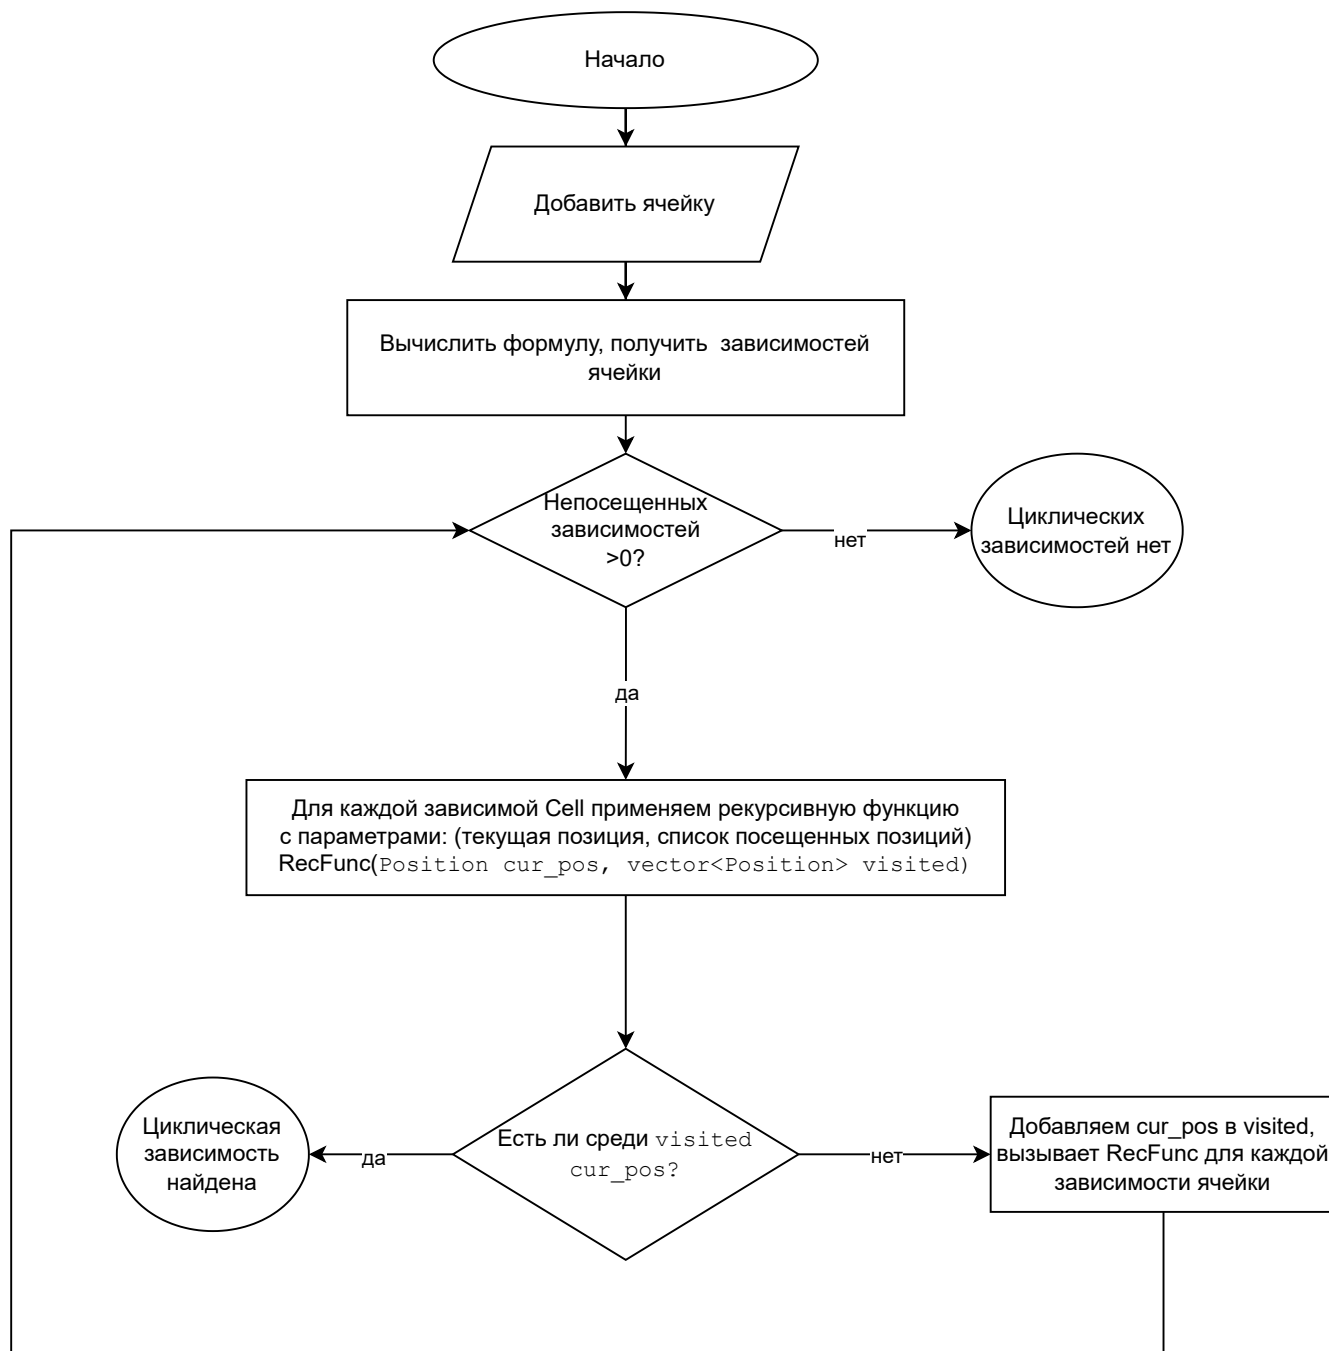 Начало
Добавить ячейку
Вычислить формулу, получить  зависимостей
ячейки
Непосещенных
зависимостей
>0?
нет
Циклических
зависимостей нет
да
Для каждой зависимой Cell применяем рекурсивную функцию
с параметрами: (текущая позиция, список посещенных позиций)
RecFunc(Position cur_pos, vector<Position> visited)
Есть ли среди visited
cur_pos?
да
Циклическая
зависимость
найдена
нет
Добавляем cur_pos в visited,
вызывает RecFunc для каждой
зависимости ячейки